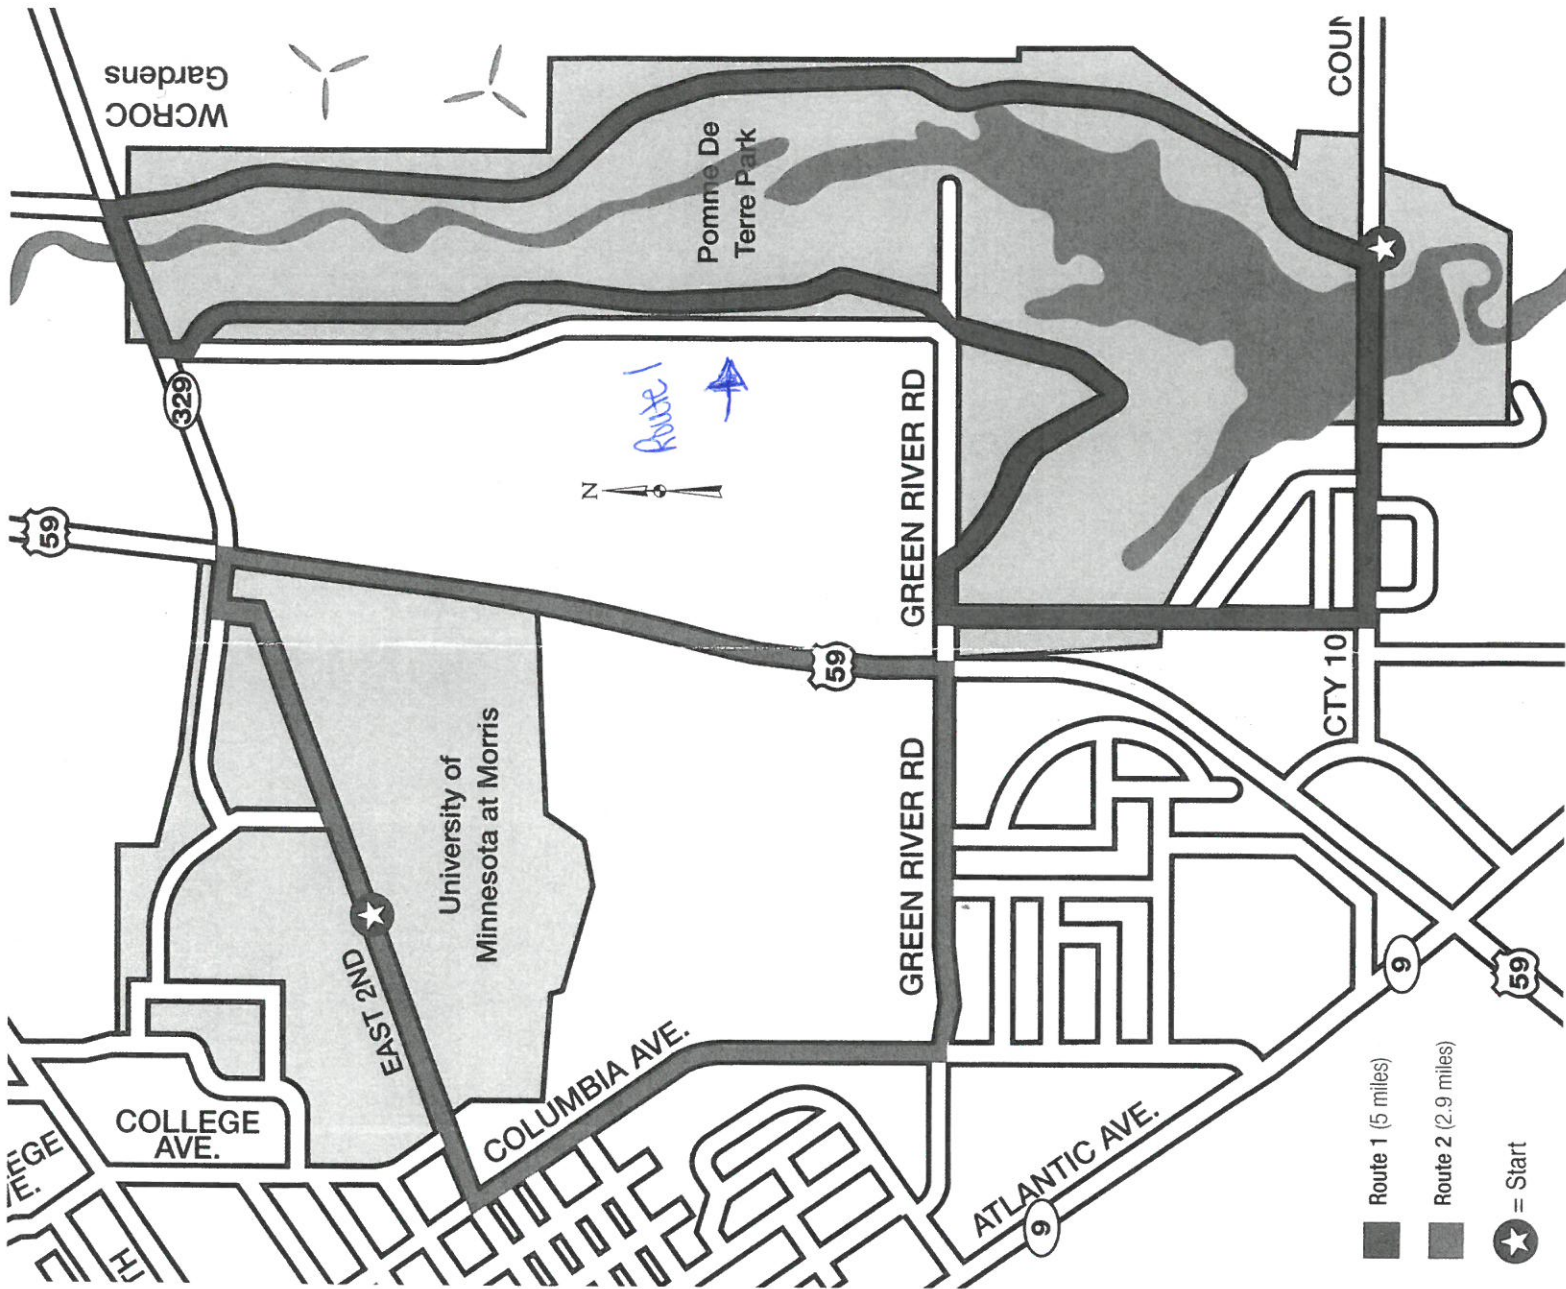 WCROC
Gardens
COUN
Pomme De
Terre Park
329
59
Route 1
N
GREEN RIVER RD
59
CTY 10
University of
Minnesota at Morris
GREEN RIVER RD
EAST 2ND
COLUMBIA AVE.
COLLEGE
AVE.
ATLANTIC AVE.
9
9
59
Route 1 (5 miles)
Route 2 (2.9 miles)
= Start